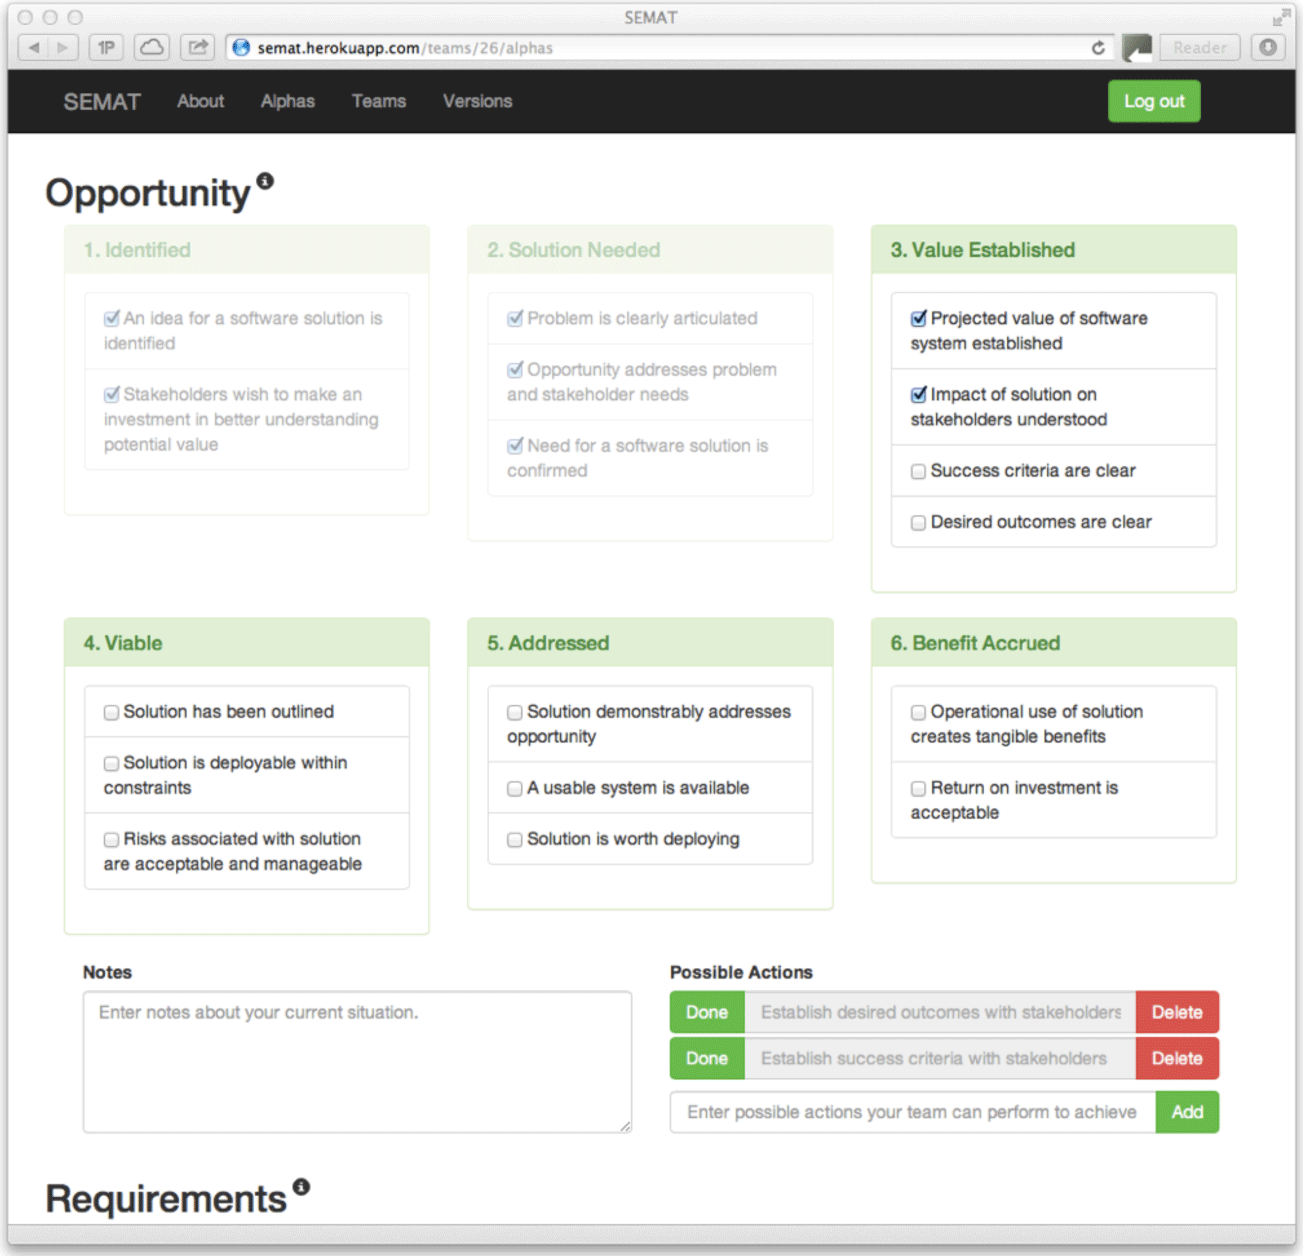 SEMAT
1P
semat.herokuapp.com/teams/26/alphas
Reader
SEMAT About Alphas Teams Versions Log out
Opportunity
1. Identified
An idea for a software solution is
identified
Stakeholders wish to make an
investment in better understanding
potential value
2. Solution Needed
Problem is clearly articulated
Opportunity addresses problem
and stakeholder needs
Need for a software solution is
confirmed
3. Value Established
Projected value of software
system established
Impact of solution on
stakeholders understood
Success criteria are clear
Desired outcomes are clear
4. Viable
Solution has been outlined
Solution is deployable within
constraints
Risks associated with solution
are acceptable and manageable
5. Addressed
Solution demonstrably addresses
opportunity
A usable system is available
Solution is worth deploying
6. Benefit Accrued
Operational use of solution
creates tangible benefits
Return on investment is
acceptable
Notes
Enter notes about your current situation.
Possible Actions
Done Establish desired outcomes with stakeholders Delete
Done Establish success criteria with stakeholders Delete
Enter possible actions your team can perform to achieve Add
Requirements